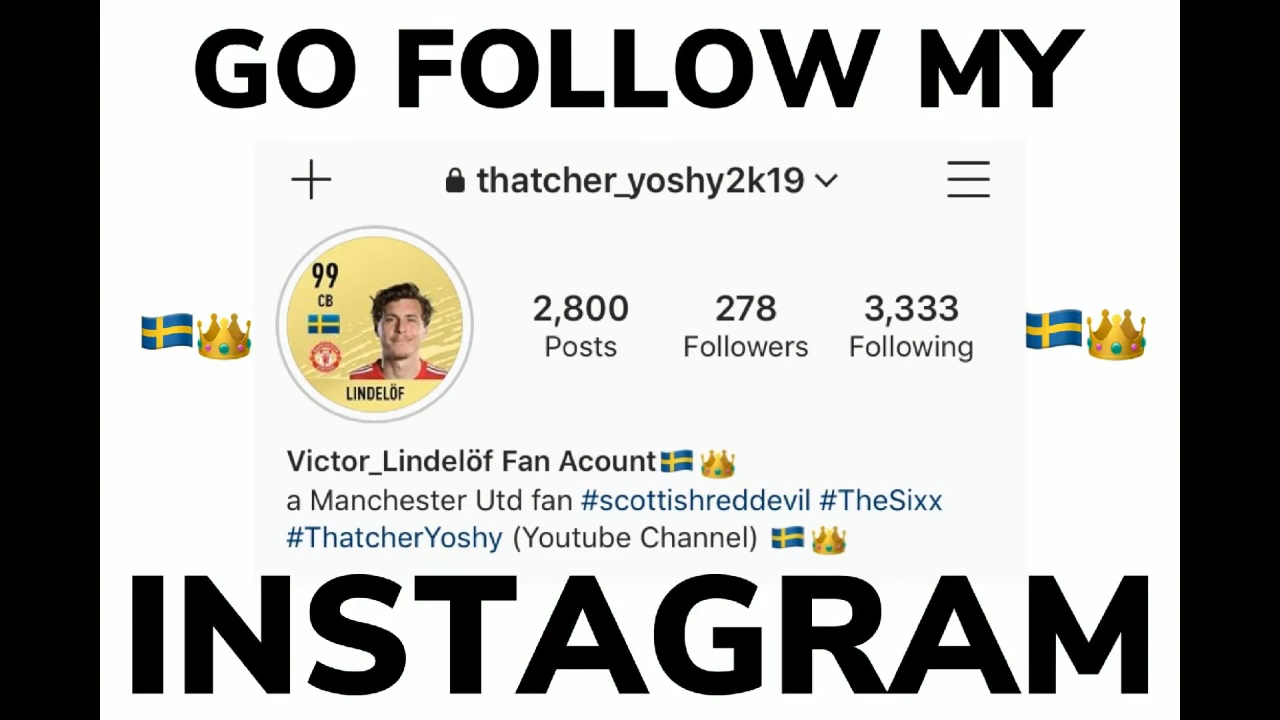 GO FOLLOW MY
thatcher_yoshy2k19
99
CB
LINDELÖF
2,800 278 3,333
Posts Followers Following
Victor_Lindelöf Fan Acount🇸🇪👑
a Manchester Utd fan #scottishreddevil #TheSixx
#ThatcherYoshy (Youtube Channel) 🇸🇪👑
INSTAGRAM